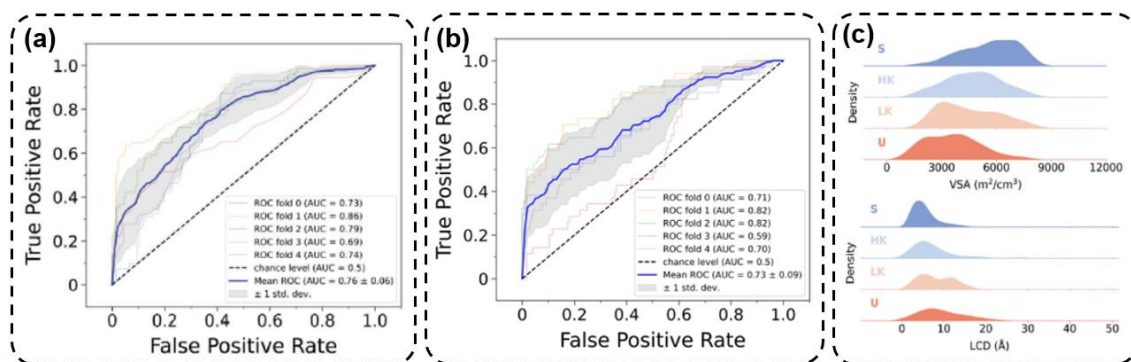 (a)
True Positive Rate
1.0
0.8
0.6
0.4
0.2
0
ROC fold 0 (AUC = 0.73)
ROC fold 1 (AUC = 0.86)
ROC fold 2 (AUC = 0.79)
ROC fold 3 (AUC = 0.69)
ROC fold 4 (AUC = 0.74)
chance level (AUC = 0.5)
Mean ROC (AUC = 0.76 ± 0.06)
± 1 std. dev.
0 0.2 0.4 0.6 0.8 1.0
False Positive Rate
(b)
True Positive Rate
1.0
0.8
0.6
0.4
0.2
0
ROC fold 0 (AUC = 0.71)
ROC fold 1 (AUC = 0.82)
ROC fold 2 (AUC = 0.82)
ROC fold 3 (AUC = 0.59)
ROC fold 4 (AUC = 0.70)
chance level (AUC = 0.5)
Mean ROC (AUC = 0.73 ± 0.09)
± 1 std. dev.
0 0.2 0.4 0.6 0.8 1.0
False Positive Rate
(c)
Density
S
HK
LK
U
0 3000 6000 9000 12000
VSA (m²/cm³)
Density
S
HK
LK
U
0 10 20 30 40 50
LCD (Å)